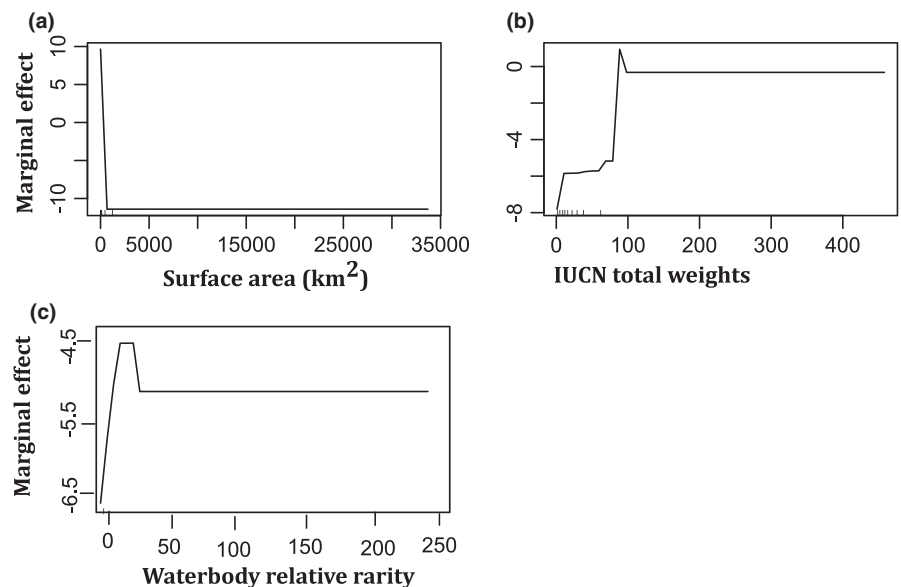 (a)
Marginal effect
10
5
0
-10
0 5000 15000 25000 35000
Surface area (km2)
(b)
0
-4
-8
0 100 200 300 400
IUCN total weights
(c)
Marginal effect
-4.5
-5.5
-6.5
0 50 100 150 200 250
Waterbody relative rarity